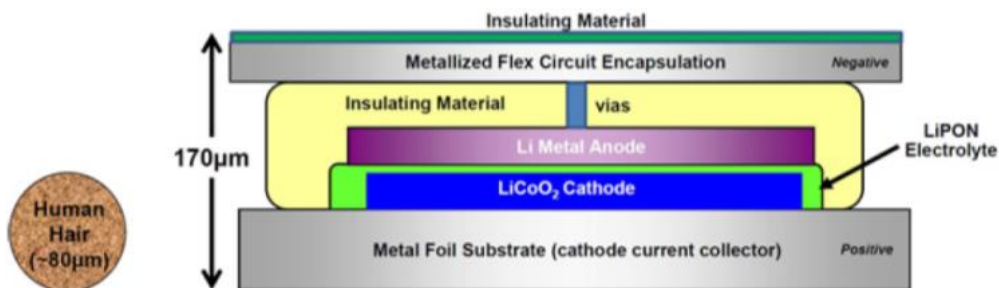 Insulating Material
Metallized Flex Circuit Encapsulation
Negative
Insulating Material
vias
Li Metal Anode
LiPON
Electrolyte
170µm
LiCoO₂ Cathode
Human
Hair
(~80µm)
Metal Foil Substrate (cathode current collector)
Positive